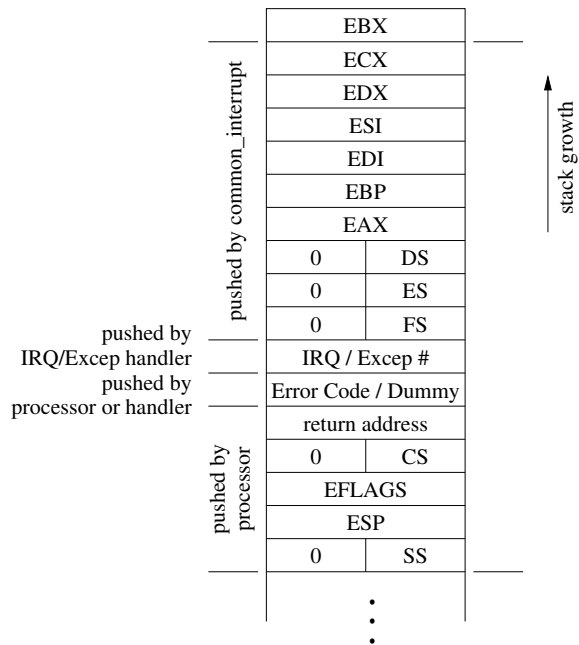 EBX
ECX
EDX
ESI
EDI
EBP
EAX
0 DS
0 ES
0 FS
IRQ / Excep #
Error Code / Dummy
return address
0 CS
EFLAGS
ESP
0 SS
pushed by common_interrupt
pushed by
IRQ/Excep handler
pushed by
processor or handler
pushed by
processor
stack growth